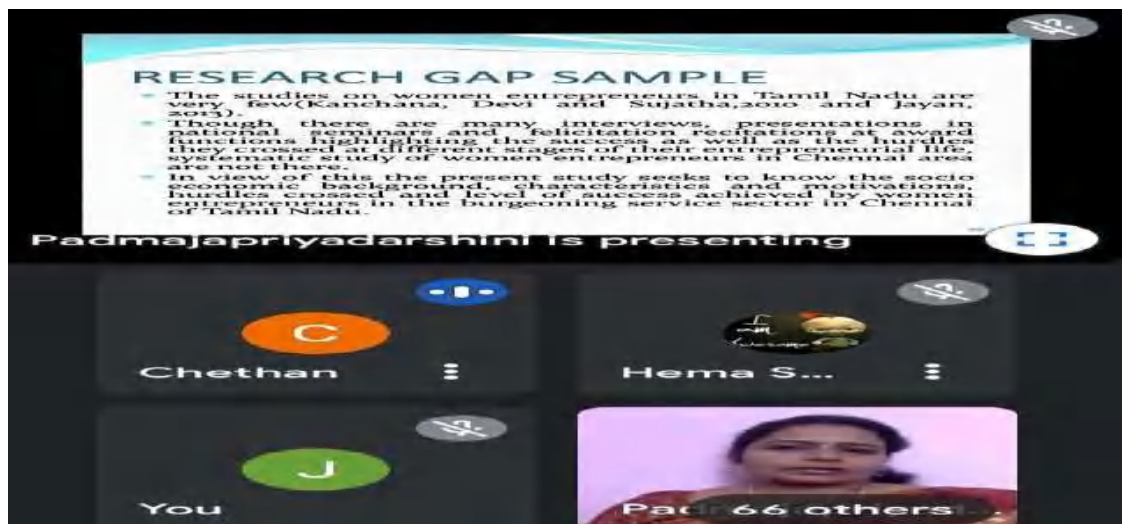 RESEARCH GAP SAMPLE
The studies on women entrepreneurs in Tamil Nadu are
very few(Kanchana, Devi and Sujatha,2010 and Jayan,
2013).
Though there are many interviews, presentations in
national seminars and felicitation recitations at award
functions highlighting the success as well as the hurdles
they crossed at different stages of their entrepreneurial life,
systematic study of women entrepreneurs in Chennai area
are not there.
In view of this the present study seeks to know the socio
economic background, characteristics and motivations,
hurdles crossed and level of success achieved by women
entrepreneurs in the burgeoning service sector in Chennai
of Tamil Nadu.
Padmajapriyadarshini is presenting
C
Chethan
Hema S...
J
You
66 others